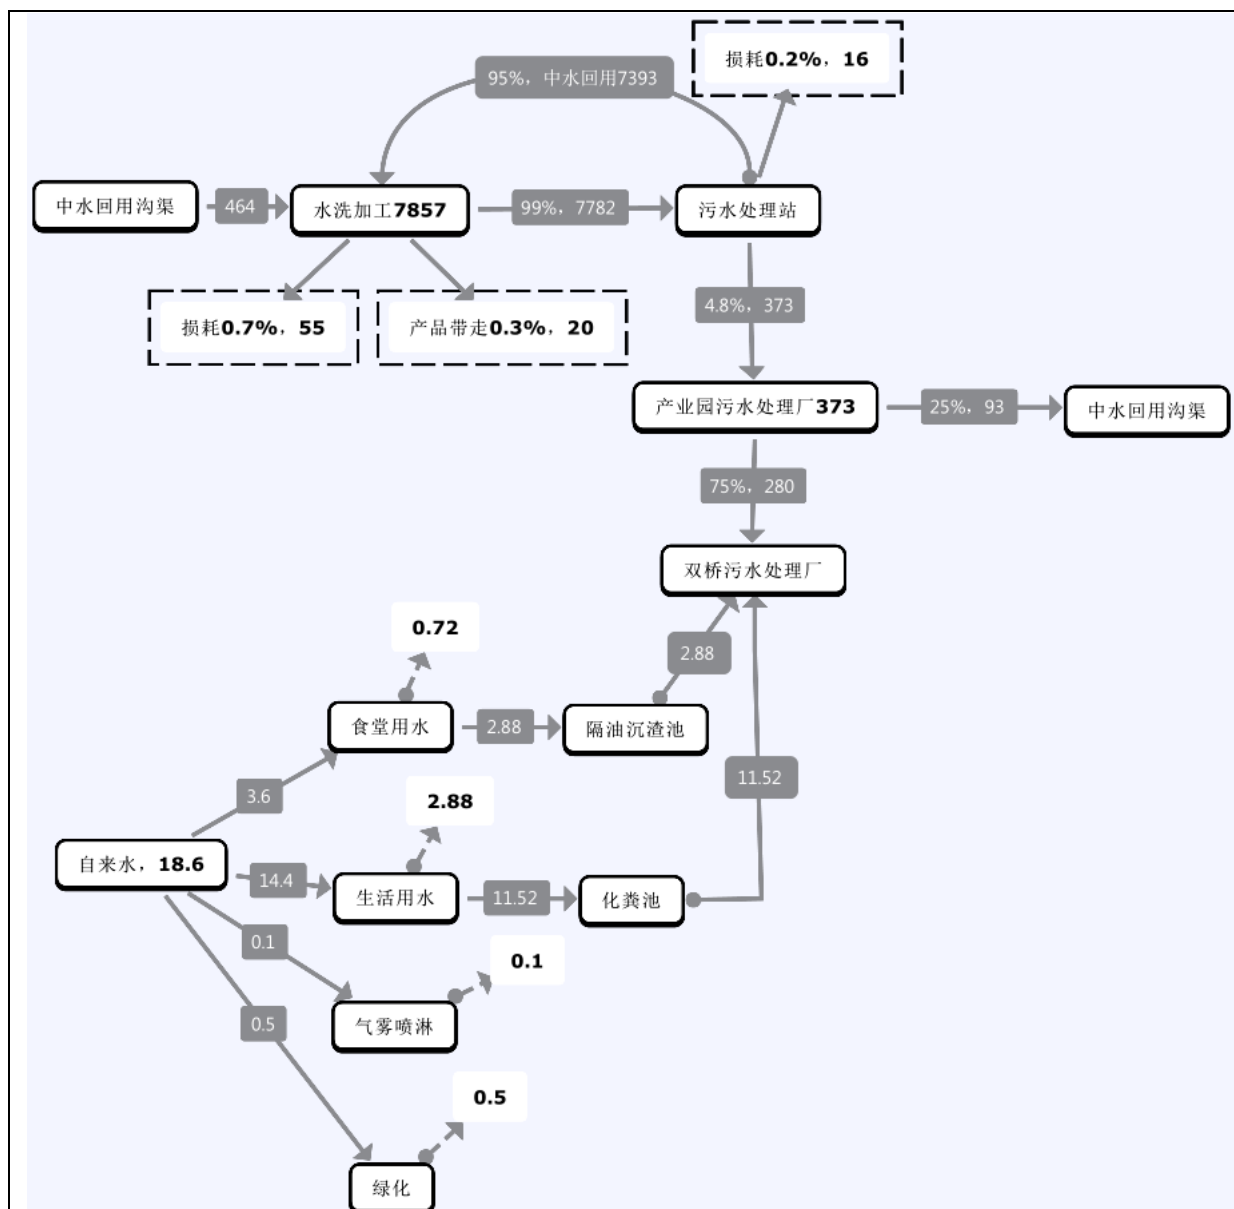 损耗0.2%，16
95%，中水回用7393
中水回用沟渠
464
水洗加工7857
99%，7782
污水处理站
损耗0.7%，55
产品带走0.3%，20
4.8%，373
产业园污水处理厂373
25%，93
中水回用沟渠
75%，280
双桥污水处理厂
0.72
2.88
食堂用水
2.88
隔油沉渣池
3.6
2.88
11.52
自来水，18.6
14.4
生活用水
11.52
化粪池
0.1
0.1
气雾喷淋
0.5
0.5
绿化